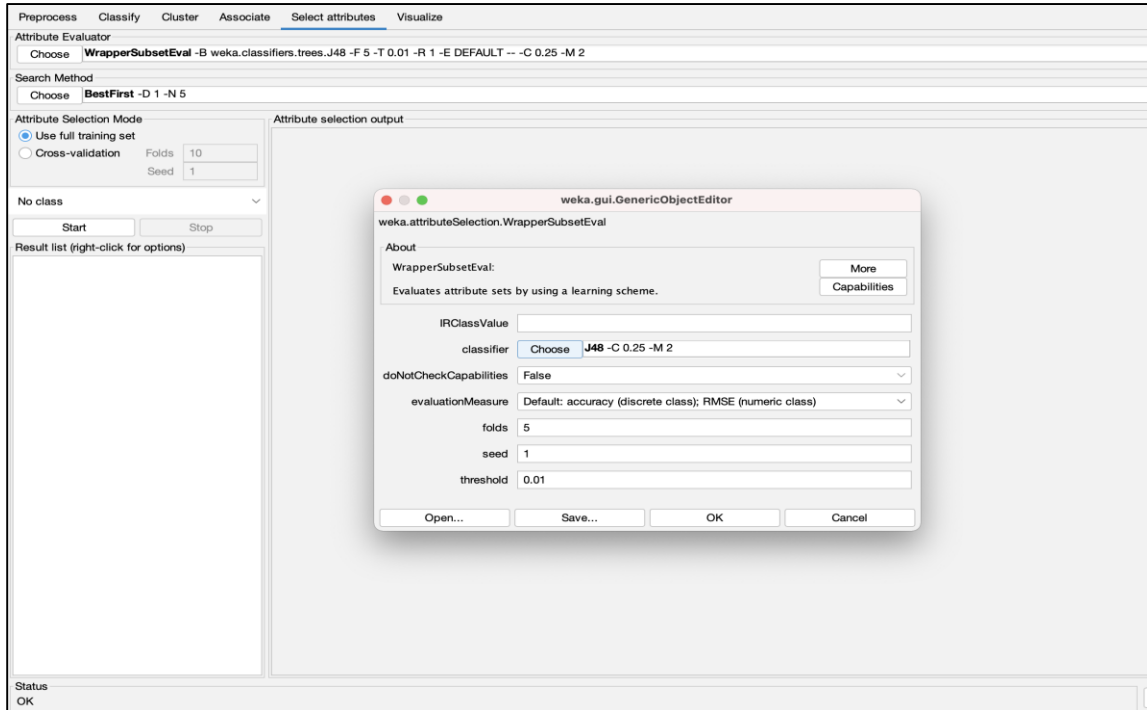 Preprocess Classify Cluster Associate Select attributes Visualize
Attribute Evaluator
Choose WrapperSubsetEval -B weka.classifiers.trees.J48 -F 5 -T 0.01 -R 1 -E DEFAULT -- -C 0.25 -M 2
Search Method
Choose BestFirst -D 1 -N 5
Attribute Selection Mode
Use full training set
Cross-validation Folds 10
Seed 1
No class
Start Stop
Result list (right-click for options)
Attribute selection output
weka.gui.GenericObjectEditor
weka.attributeSelection.WrapperSubsetEval
About
WrapperSubsetEval:
More
Evaluates attribute sets by using a learning scheme.
Capabilities
IRClassValue
classifier Choose J48 -C 0.25 -M 2
doNotCheckCapabilities False
evaluationMeasure Default: accuracy (discrete class); RMSE (numeric class)
folds 5
seed 1
threshold 0.01
Open... Save... OK Cancel
Status
OK